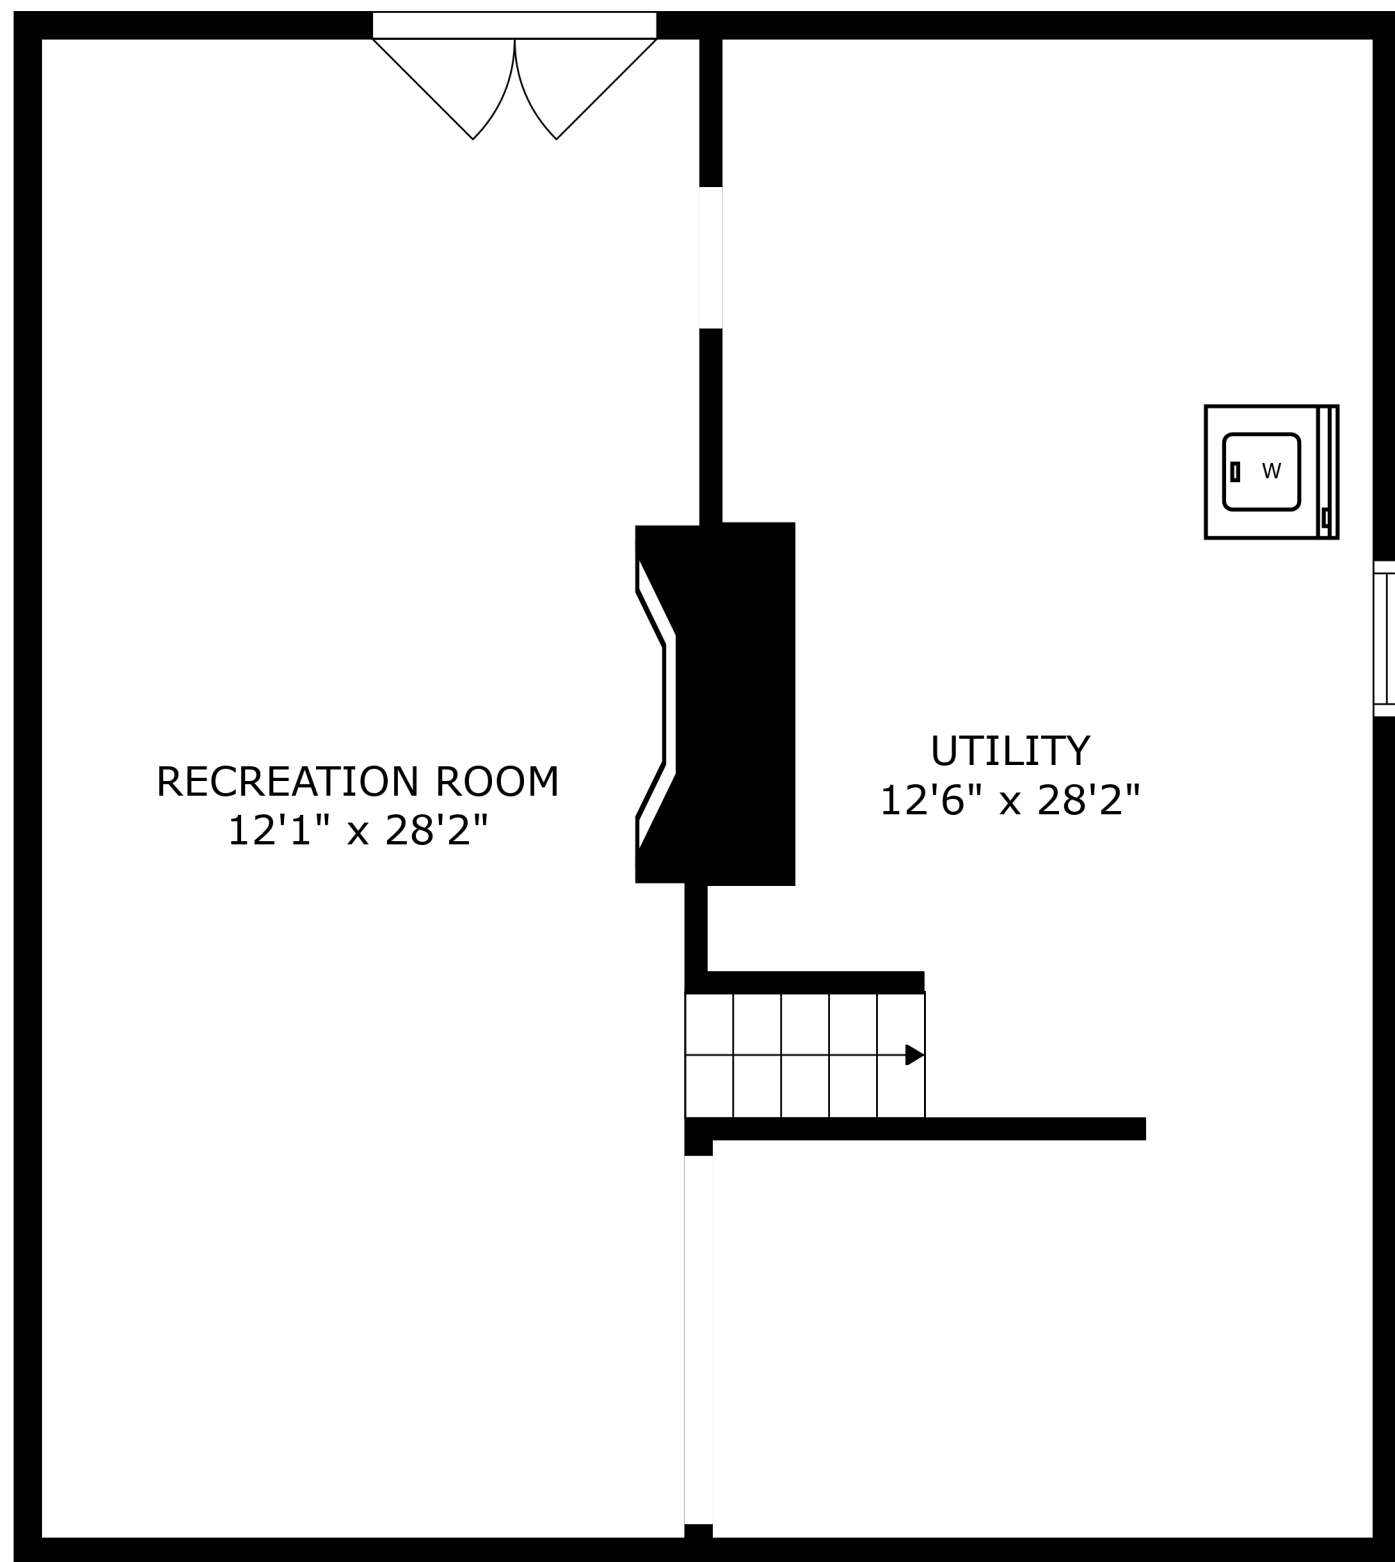 RECREATION ROOM
12'1" x 28'2"
UTILITY
12'6" x 28'2"
W